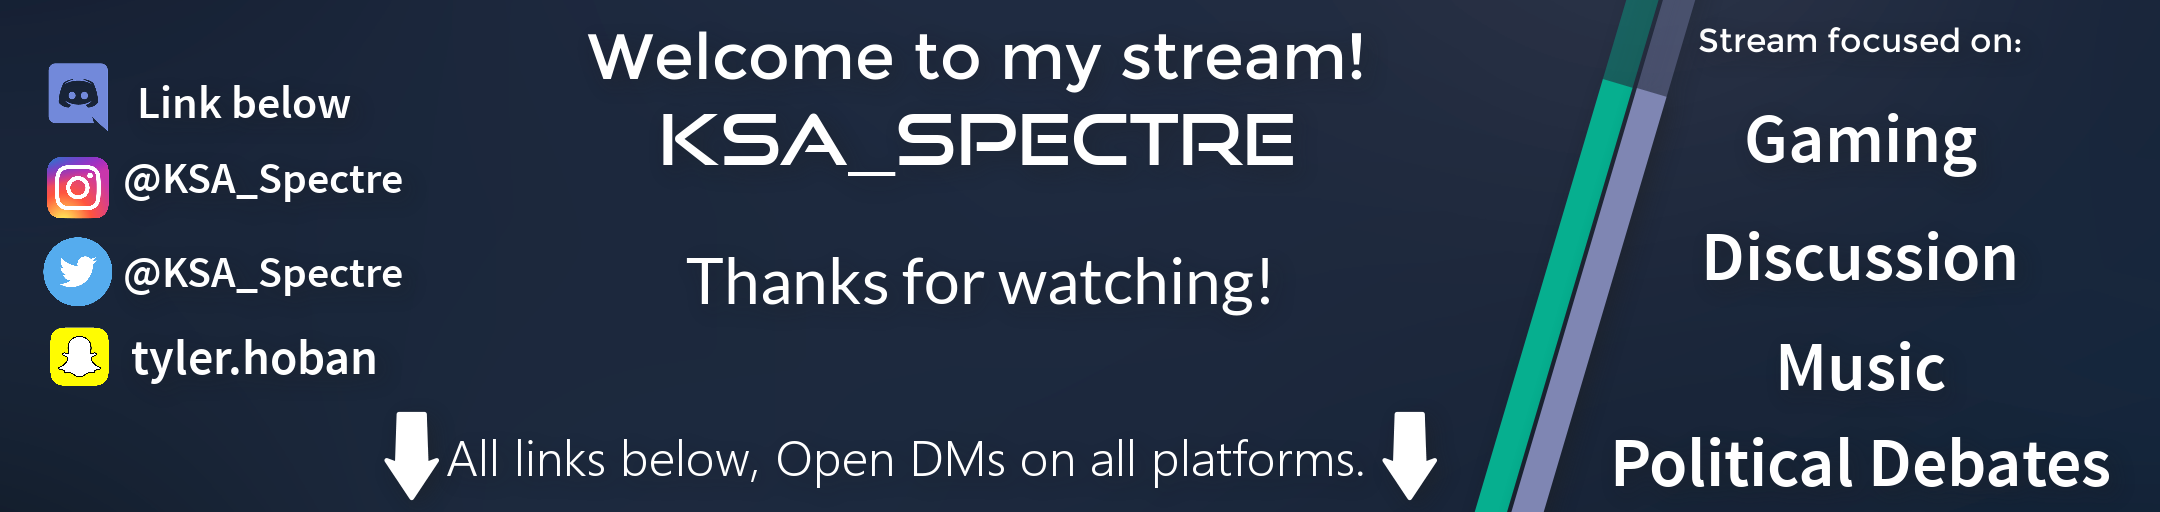 Link below
@KSA_Spectre
@KSA_Spectre
tyler.hoban
Welcome to my stream!
KSA_SPECTRE
Thanks for watching!
All links below, Open DMs on all platforms.
Stream focused on:
Gaming
Discussion
Music
Political Debates